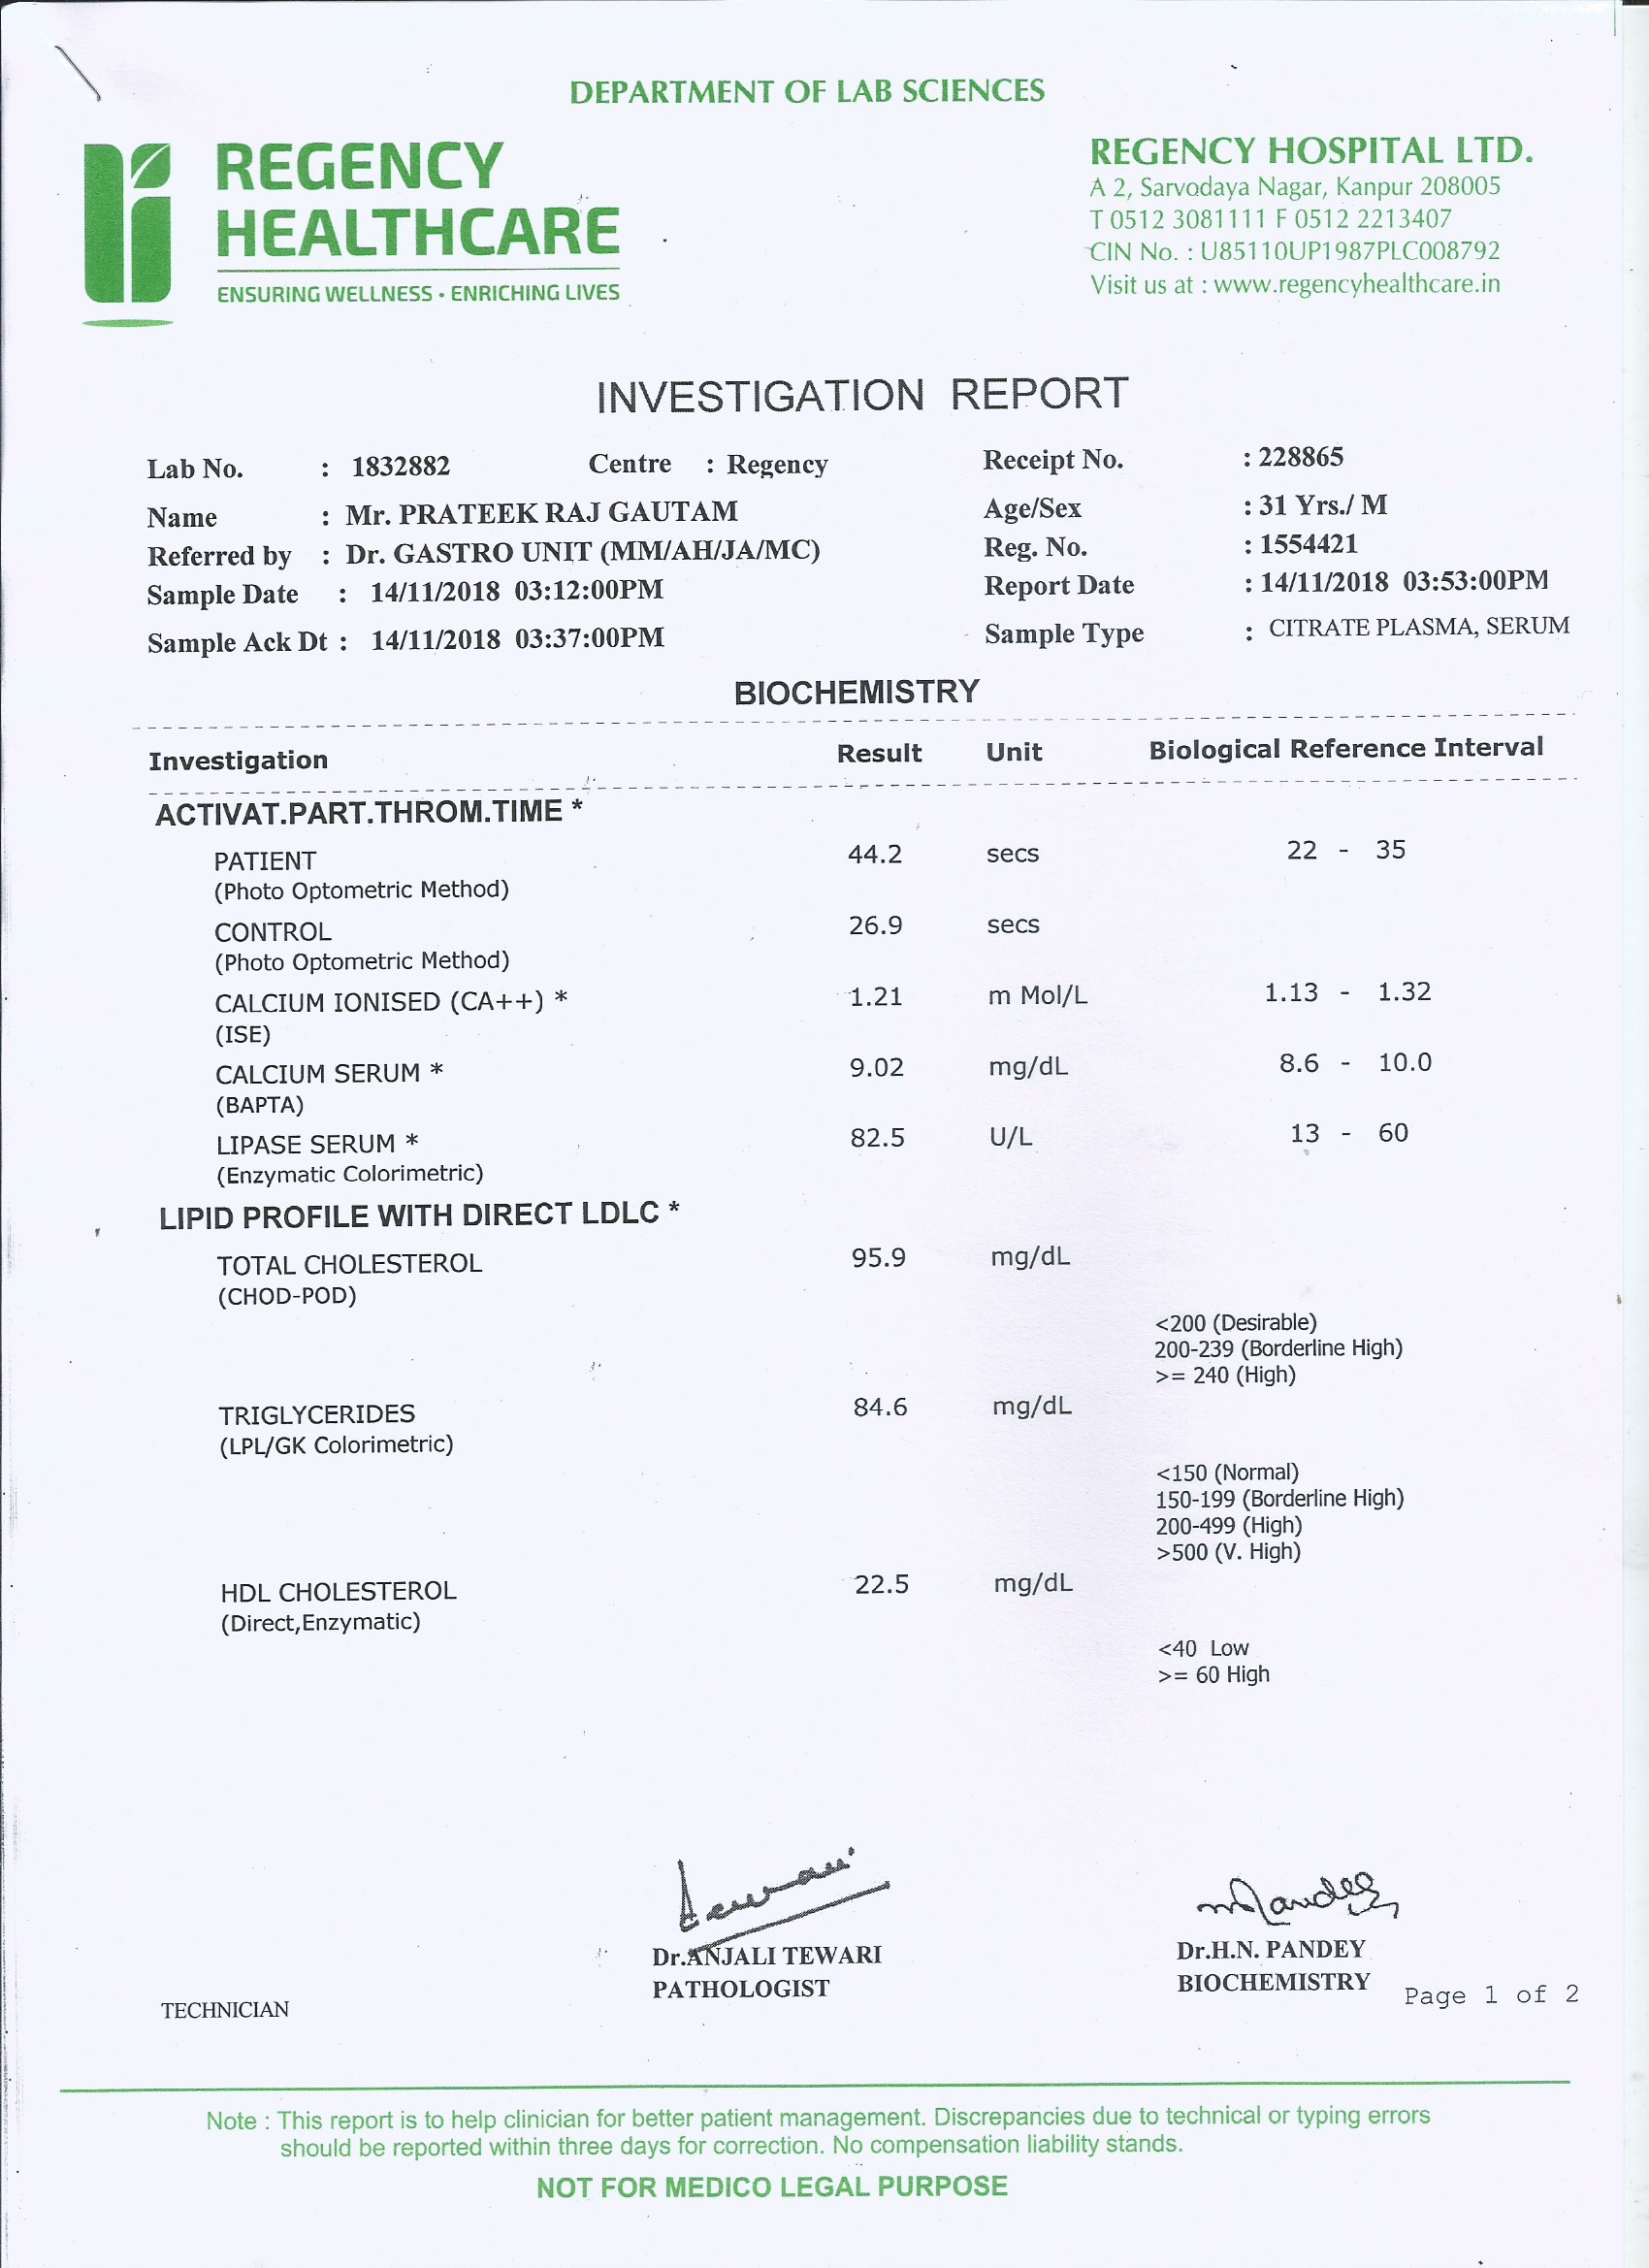 DEPARTMENT OF LAB SCIENCES
REGENCY
HEALTHCARE
ENSURING WELLNESS • ENRICHING LIVES
REGENCY HOSPITAL LTD.
A 2, Sarvodaya Nagar, Kanpur 208005
T 0512 3081111 F 0512 2213407
CIN No. : U85110UP1987PLC008792
Visit us at : www.regencyhealthcare.in
INVESTIGATION REPORT
Lab No. : 1832882 Centre : Regency Receipt No. : 228865
Name : Mr. PRATEEK RAJ GAUTAM Age/Sex : 31 Yrs./ M
Referred by : Dr. GASTRO UNIT (MM/AH/JA/MC) Reg. No. : 1554421
Sample Date : 14/11/2018 03:12:00PM Report Date : 14/11/2018 03:53:00PM
Sample Ack Dt : 14/11/2018 03:37:00PM Sample Type : CITRATE PLASMA, SERUM
BIOCHEMISTRY
Investigation Result Unit Biological Reference Interval
ACTIVAT.PART.THROM.TIME *
PATIENT 44.2 secs 22 - 35
(Photo Optometric Method)
CONTROL 26.9 secs
(Photo Optometric Method)
CALCIUM IONISED (CA++) * 1.21 m Mol/L 1.13 - 1.32
(ISE)
CALCIUM SERUM * 9.02 mg/dL 8.6 - 10.0
(BAPTA)
LIPASE SERUM * 82.5 U/L 13 - 60
(Enzymatic Colorimetric)
LIPID PROFILE WITH DIRECT LDLC *
TOTAL CHOLESTEROL 95.9 mg/dL
(CHOD-POD)
<200 (Desirable)
200-239 (Borderline High)
>= 240 (High)
TRIGLYCERIDES 84.6 mg/dL
(LPL/GK Colorimetric)
<150 (Normal)
150-199 (Borderline High)
200-499 (High)
>500 (V. High)
HDL CHOLESTEROL 22.5 mg/dL
(Direct,Enzymatic)
<40 Low
>= 60 High
Dr.ANJALI TEWARI
PATHOLOGIST
Dr.H.N. PANDEY
BIOCHEMISTRY
Page 1 of 2
TECHNICIAN
Note : This report is to help clinician for better patient management. Discrepancies due to technical or typing errors
should be reported within three days for correction. No compensation liability stands.
NOT FOR MEDICO LEGAL PURPOSE